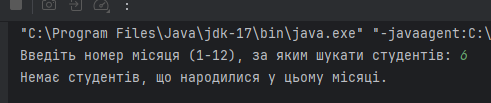 :
"C:\Program Files\Java\jdk-17\bin\java.exe" "-javaagent:C:\
Введіть номер місяця (1-12), за яким шукати студентів: 6
Немає студентів, що народилися у цьому місяці.